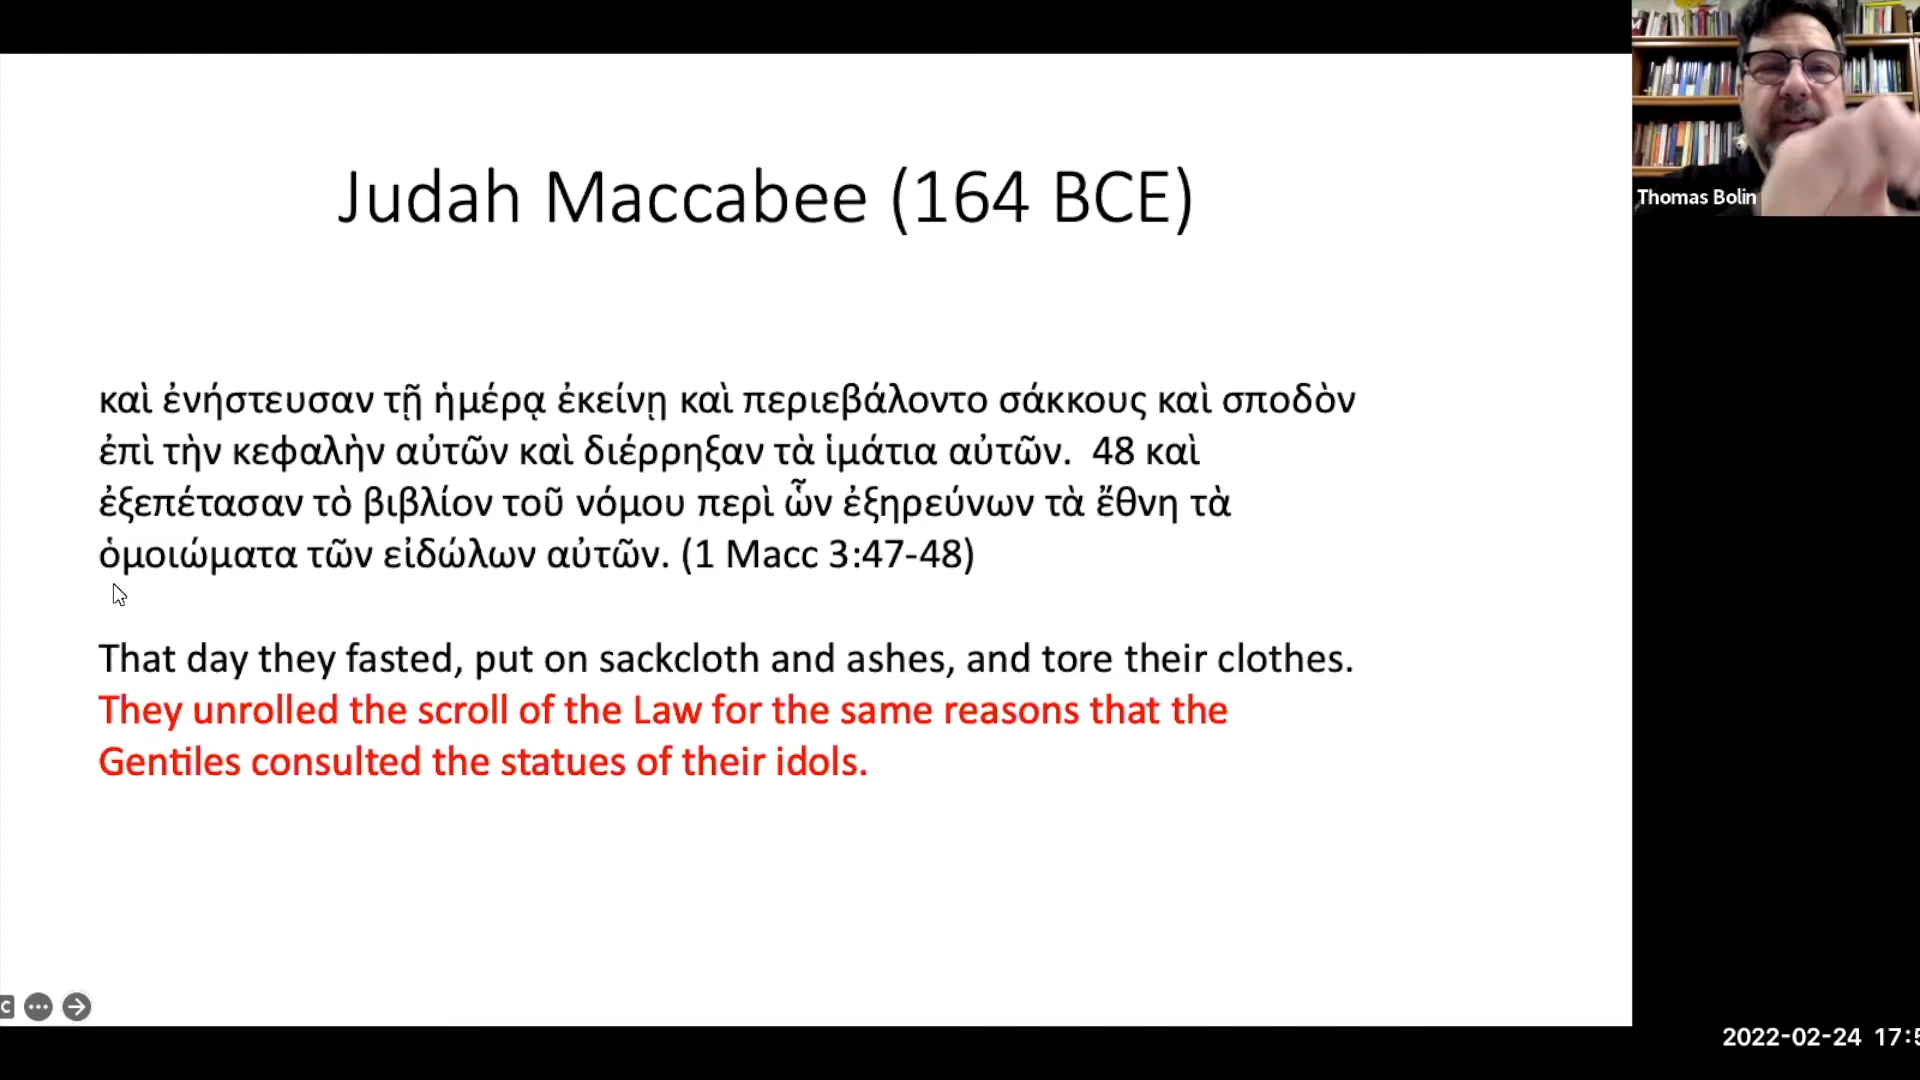 Judah Maccabee (164 BCE)
καὶ ἐνήστευσαν τῇ ἡμέρᾳ ἐκείνῃ καὶ περιεβάλοντο σάκκους καὶ σποδὸν
ἐπὶ τὴν κεφαλὴν αὐτῶν καὶ διέρρηξαν τὰ ἱμάτια αὐτῶν.  48 καὶ
ἐξεπέτασαν τὸ βιβλίον τοῦ νόμου περὶ ὧν ἐξηρεύνων τὰ ἔθνη τὰ
ὁμοιώματα τῶν εἰδώλων αὐτῶν. (1 Macc 3:47-48)
That day they fasted, put on sackcloth and ashes, and tore their clothes.
They unrolled the scroll of the Law for the same reasons that the
Gentiles consulted the statues of their idols.
Thomas Bolin
2022-02-24 17:5